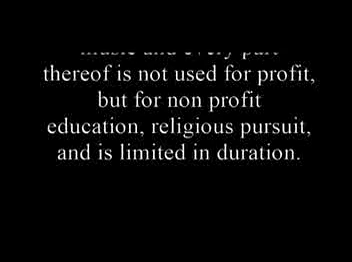 music and every part
thereof is not used for profit,
but for non profit
education, religious pursuit,
and is limited in duration.